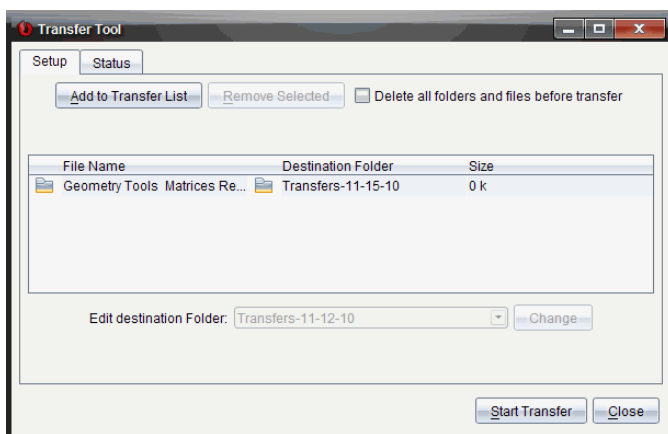 Transfer Tool
Setup Status
Add to Transfer List Remove Selected Delete all folders and files before transfer
File Name Destination Folder Size
Geometry Tools Matrices Re... Transfers-11-15-10 0 k
Edit destination Folder: Transfers-11-12-10 Change
Start Transfer Close